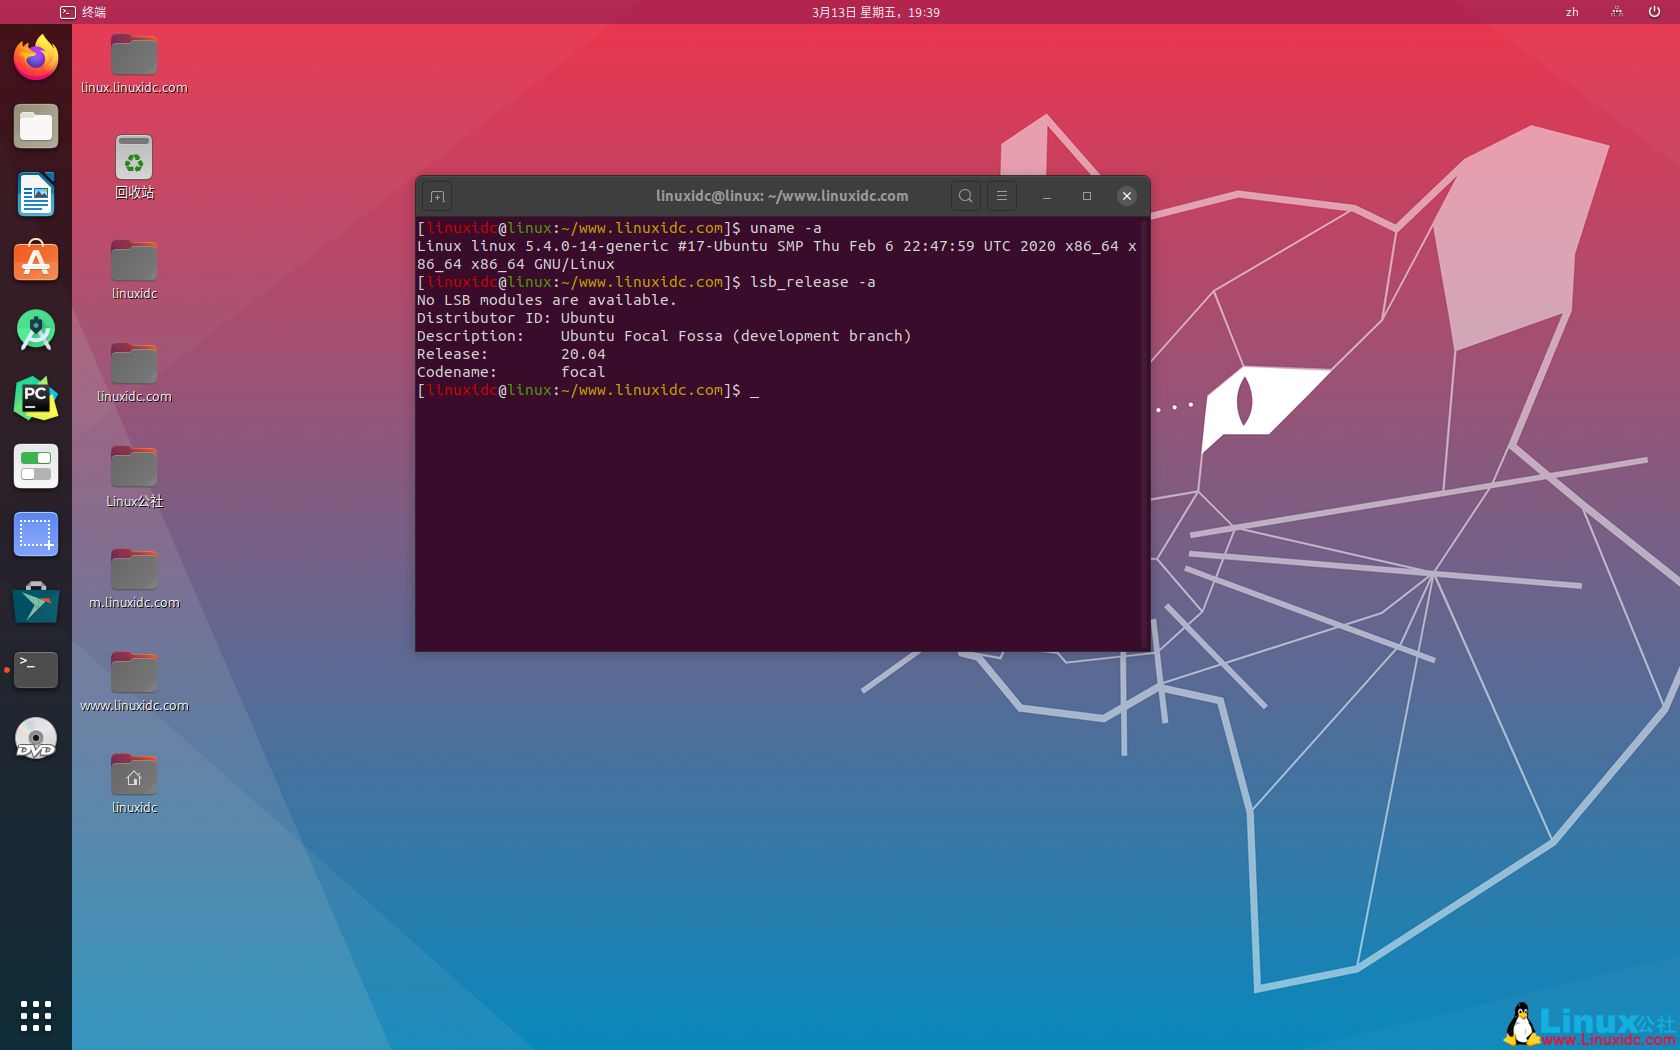 终端
3月13日 星期五，19:39
zh
linux.linuxidc.com
回收站
linuxidc
linuxidc.com
Linux公社
m.linuxidc.com
www.linuxidc.com
linuxidc
PC
>_
DVD
linuxidc@linux: ~/www.linuxidc.com
[linuxidc@linux:~/www.linuxidc.com]$ uname -a
Linux linux 5.4.0-14-generic #17-Ubuntu SMP Thu Feb 6 22:47:59 UTC 2020 x86_64 x
86_64 x86_64 GNU/Linux
[linuxidc@linux:~/www.linuxidc.com]$ lsb_release -a
No LSB modules are available.
Distributor ID: Ubuntu
Description:    Ubuntu Focal Fossa (development branch)
Release:        20.04
Codename:       focal
[linuxidc@linux:~/www.linuxidc.com]$ _
Linux公社
www.Linuxidc.com